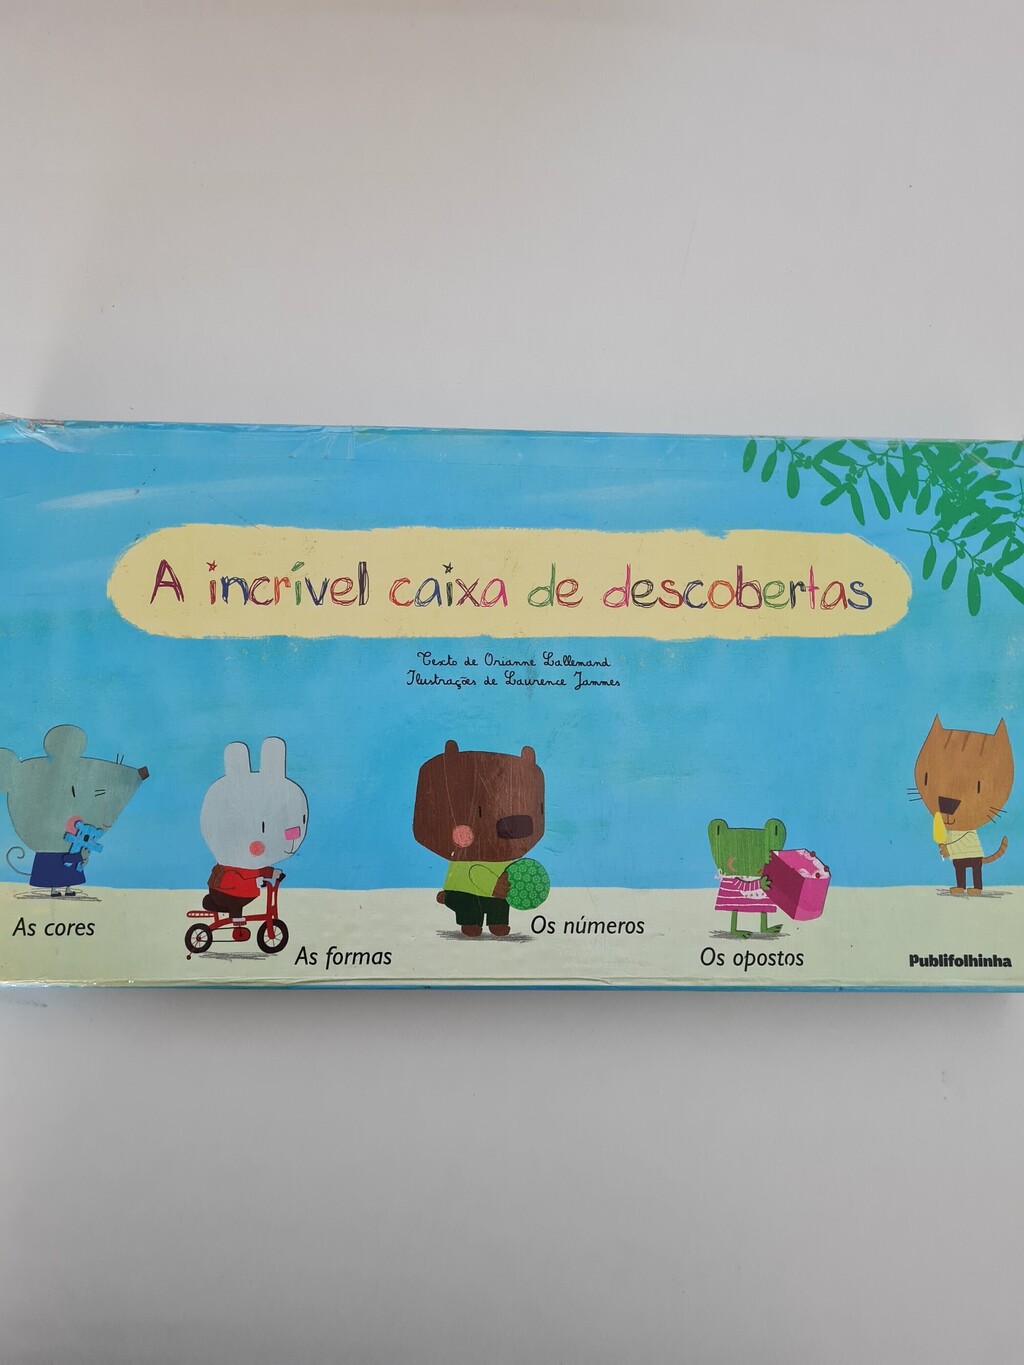 A incrível caixa de descobertas
Texto de Orianne Lallemand
Ilustrações de Laurence Jammes
As cores
As formas
Os números
Os opostos
Publifolhinha